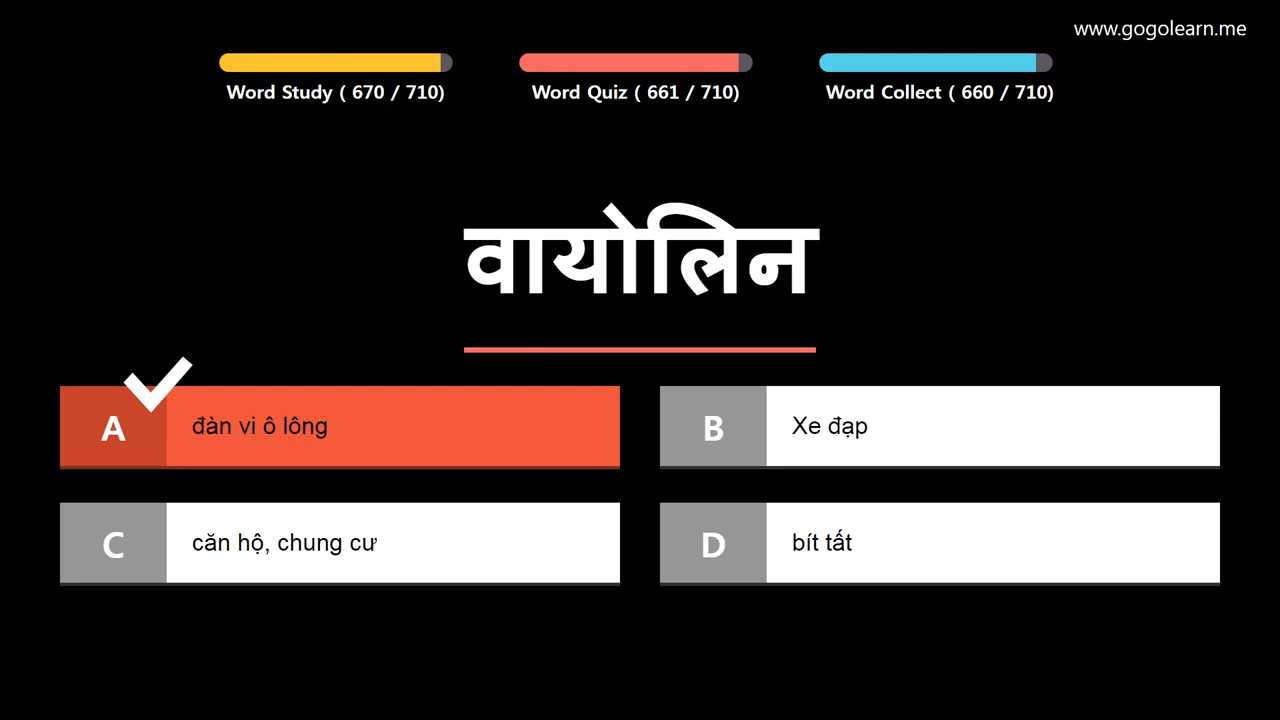 www.gogolearn.me
Word Study ( 670 / 710)
Word Quiz ( 661 / 710)
Word Collect ( 660 / 710)
वायोलिन
A
đàn vi ô lông
B
Xe đạp
C
căn hộ, chung cư
D
bít tất